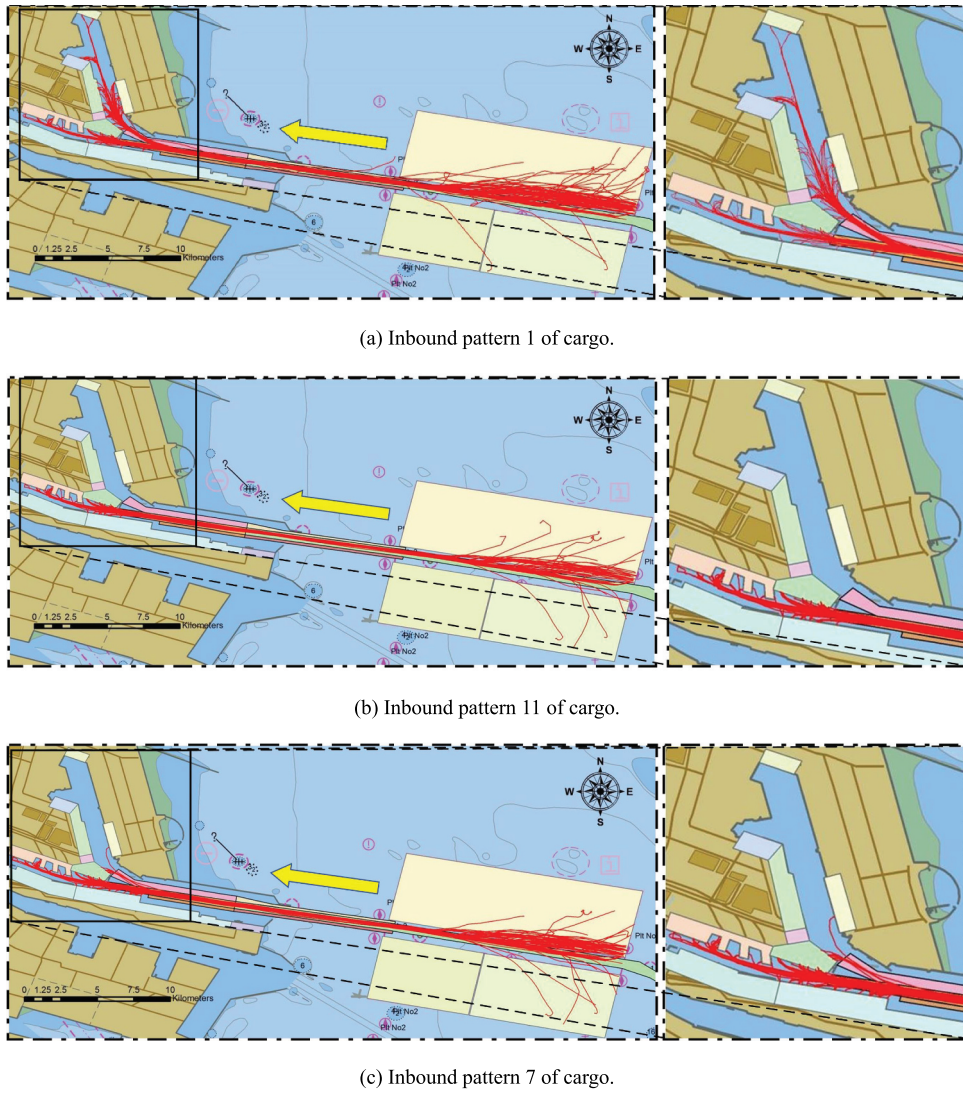 N
W E
S
?
!
Pl
Plt
6
Plt No2
Plt No2
0 1.25 2.5 5 7.5 10
Kilometers
(a) Inbound pattern 1 of cargo.
N
W E
S
?
!
P
Plt
6
Plt No2
Plt No2
0 1.25 2.5 5 7.5 10
Kilometers
(b) Inbound pattern 11 of cargo.
N
W E
S
?
!
P
Plt No
6
Plt No2
Plt No2
0 1.25 2.5 5 7.5 10
Kilometers
16
(c) Inbound pattern 7 of cargo.